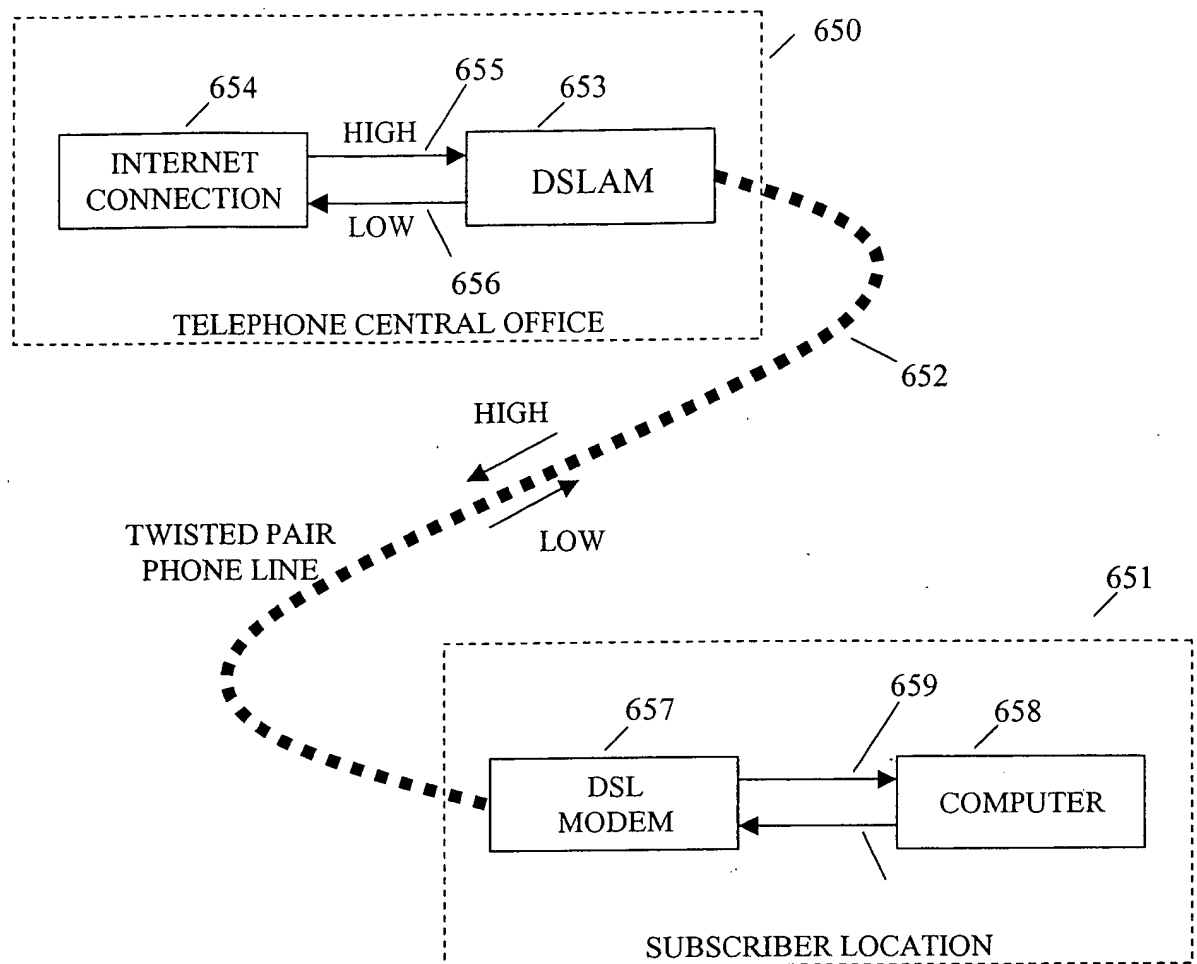 650
654
655
653
HIGH
INTERNET
CONNECTION
DSLAM
LOW
656
TELEPHONE CENTRAL OFFICE
652
HIGH
LOW
TWISTED PAIR
PHONE LINE
651
657
659
658
DSL
MODEM
COMPUTER
SUBSCRIBER LOCATION